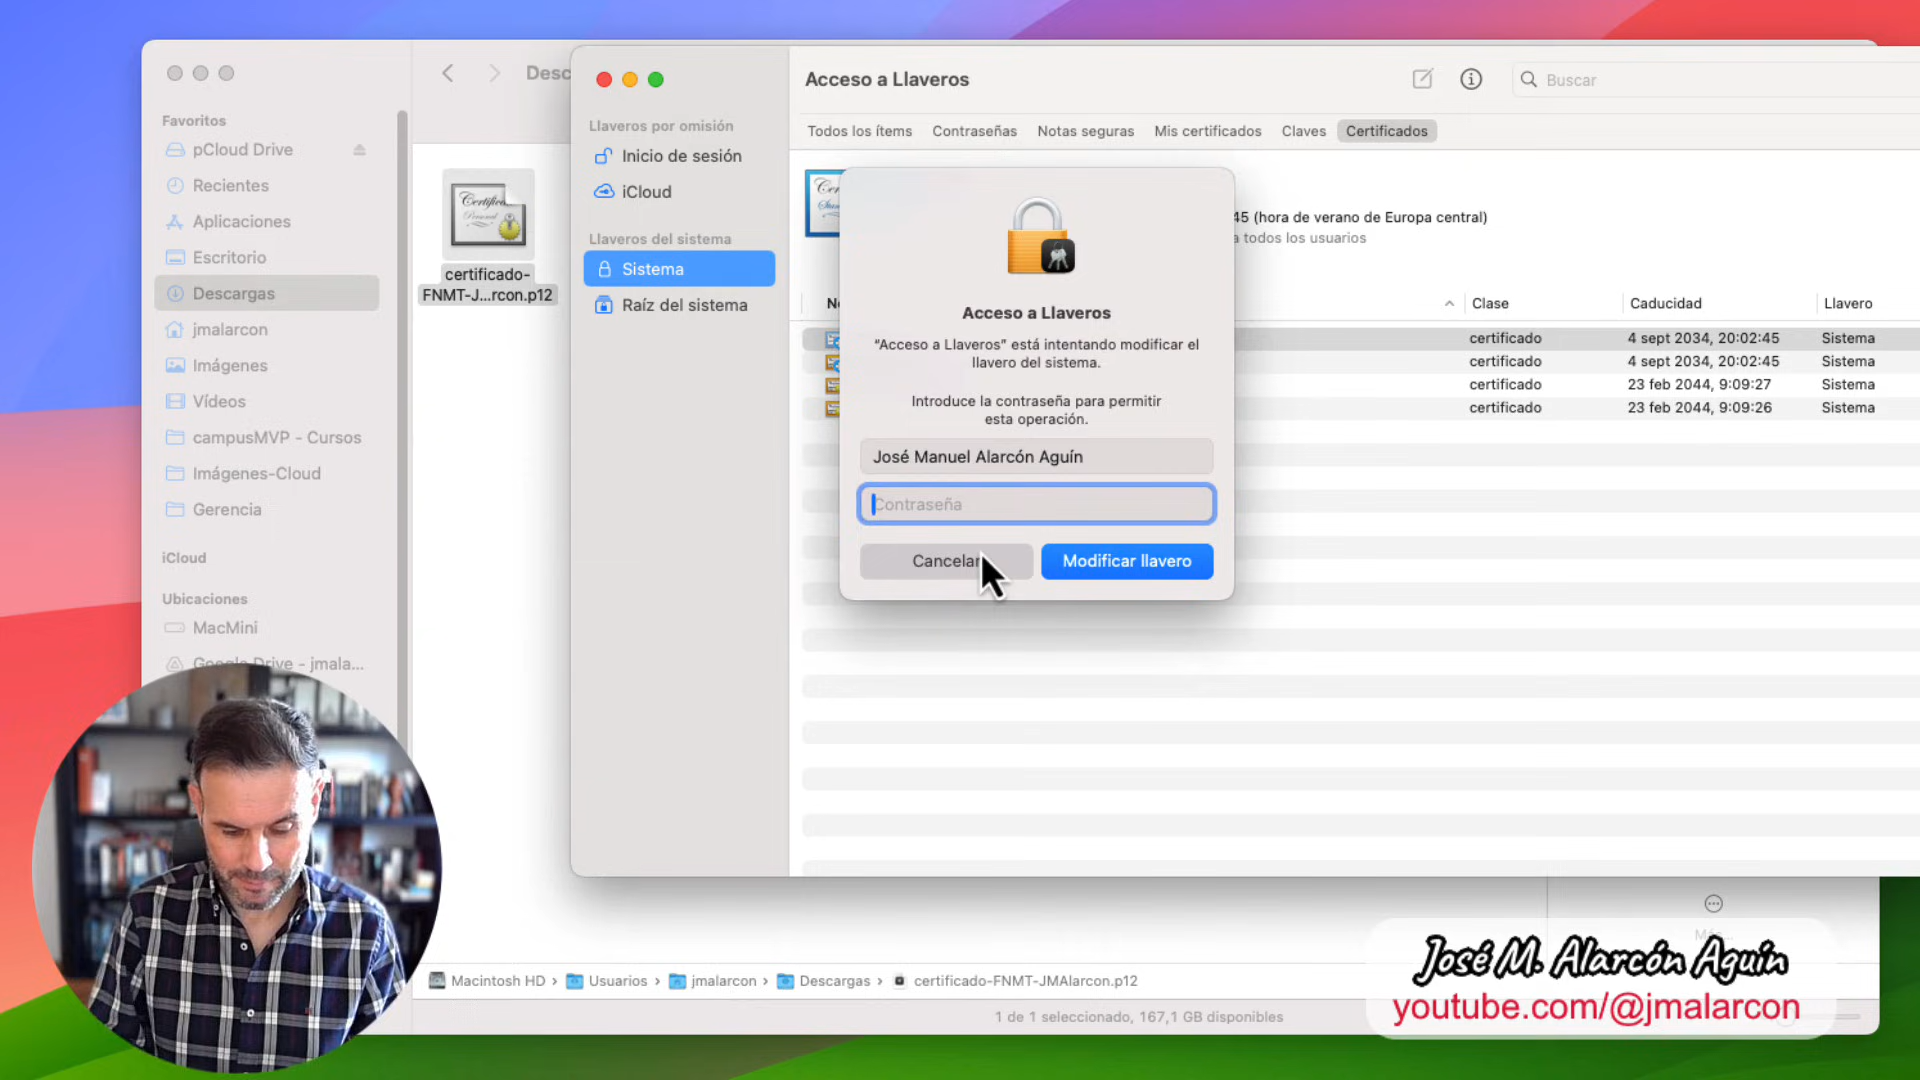 Favoritos
pCloud Drive
Recientes
Aplicaciones
Escritorio
Descargas
jmalarcon
Imágenes
Vídeos
campusMVP - Cursos
Imágenes-Cloud
Gerencia
iCloud
Ubicaciones
MacMini
Google Drive - jmala...
Desc
certificado-
FNMT-J...rcon.p12
Llaveros por omisión
Inicio de sesión
iCloud
Llaveros del sistema
Sistema
Raíz del sistema
Acceso a Llaveros
Buscar
Todos los ítems Contraseñas Notas seguras Mis certificados Claves Certificados
45 (hora de verano de Europa central)
a todos los usuarios
Clase Caducidad Llavero
certificado 4 sept 2034, 20:02:45 Sistema
certificado 4 sept 2034, 20:02:45 Sistema
certificado 23 feb 2044, 9:09:27 Sistema
certificado 23 feb 2044, 9:09:26 Sistema
Acceso a Llaveros
"Acceso a Llaveros" está intentando modificar el
llavero del sistema.
Introduce la contraseña para permitir
esta operación.
José Manuel Alarcón Aguín
Contraseña
Cancelar Modificar llavero
Macintosh HD › Usuarios › jmalarcon › Descargas › certificado-FNMT-JMAlarcon.p12
1 de 1 seleccionado, 167,1 GB disponibles
José M. Alarcón Aguín
youtube.com/@jmalarcon